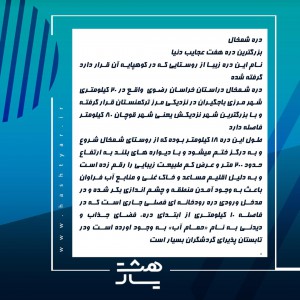 دره شمخال
بزرگترین دره هفت عجایب دنیا
نام این دره زیبا از روستایی که در کوهپایه آن قرار دارد
گرفته شده
دره شمخال دراستان خراسان رضوی واقع در ۲۰ کیلومتری
شهر مرزی باجگیران در نزدیکی مرز ترکمنستان قرار گرفته
و با بزرگترین شهر نزدیکش یعنی شهر قوچان ۸۰ کیلومتر
فاصله دارد
طول این دره ۱۸ کیلومتر بوده که از روستای شمخال شروع
و به درگز ختم میشود و با دیواره های بلند به ارتفاع
حدود ۲۰۰ متر و عرض کم طبیعت زیبایی را رقم زده است
و به دلیل اقلیم مساعد و خاک غنی و منابع آب فراوان
باعث به وجود آمدن منطقه و چشم اندازی بکر شده و در
مدخل ورودی دره رودخانه ای فصلی جاری است که در
فاصله ۱۰ کیلومتری از ابتدای دره، فضای جذاب و
دیدنی به نام «حمام آب» به وجود اورده است ودر
تابستان پذیرای گردشگران بسیار است
.
www.hashtyar.ir
هشت یار